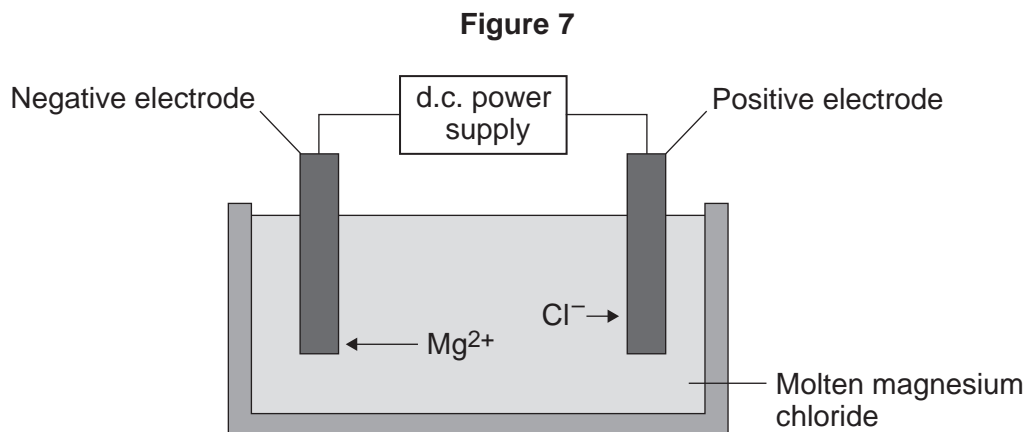 Figure 7
Negative electrode
d.c. power
supply
Positive electrode
Cl⁻
Mg²⁺
Molten magnesium
chloride